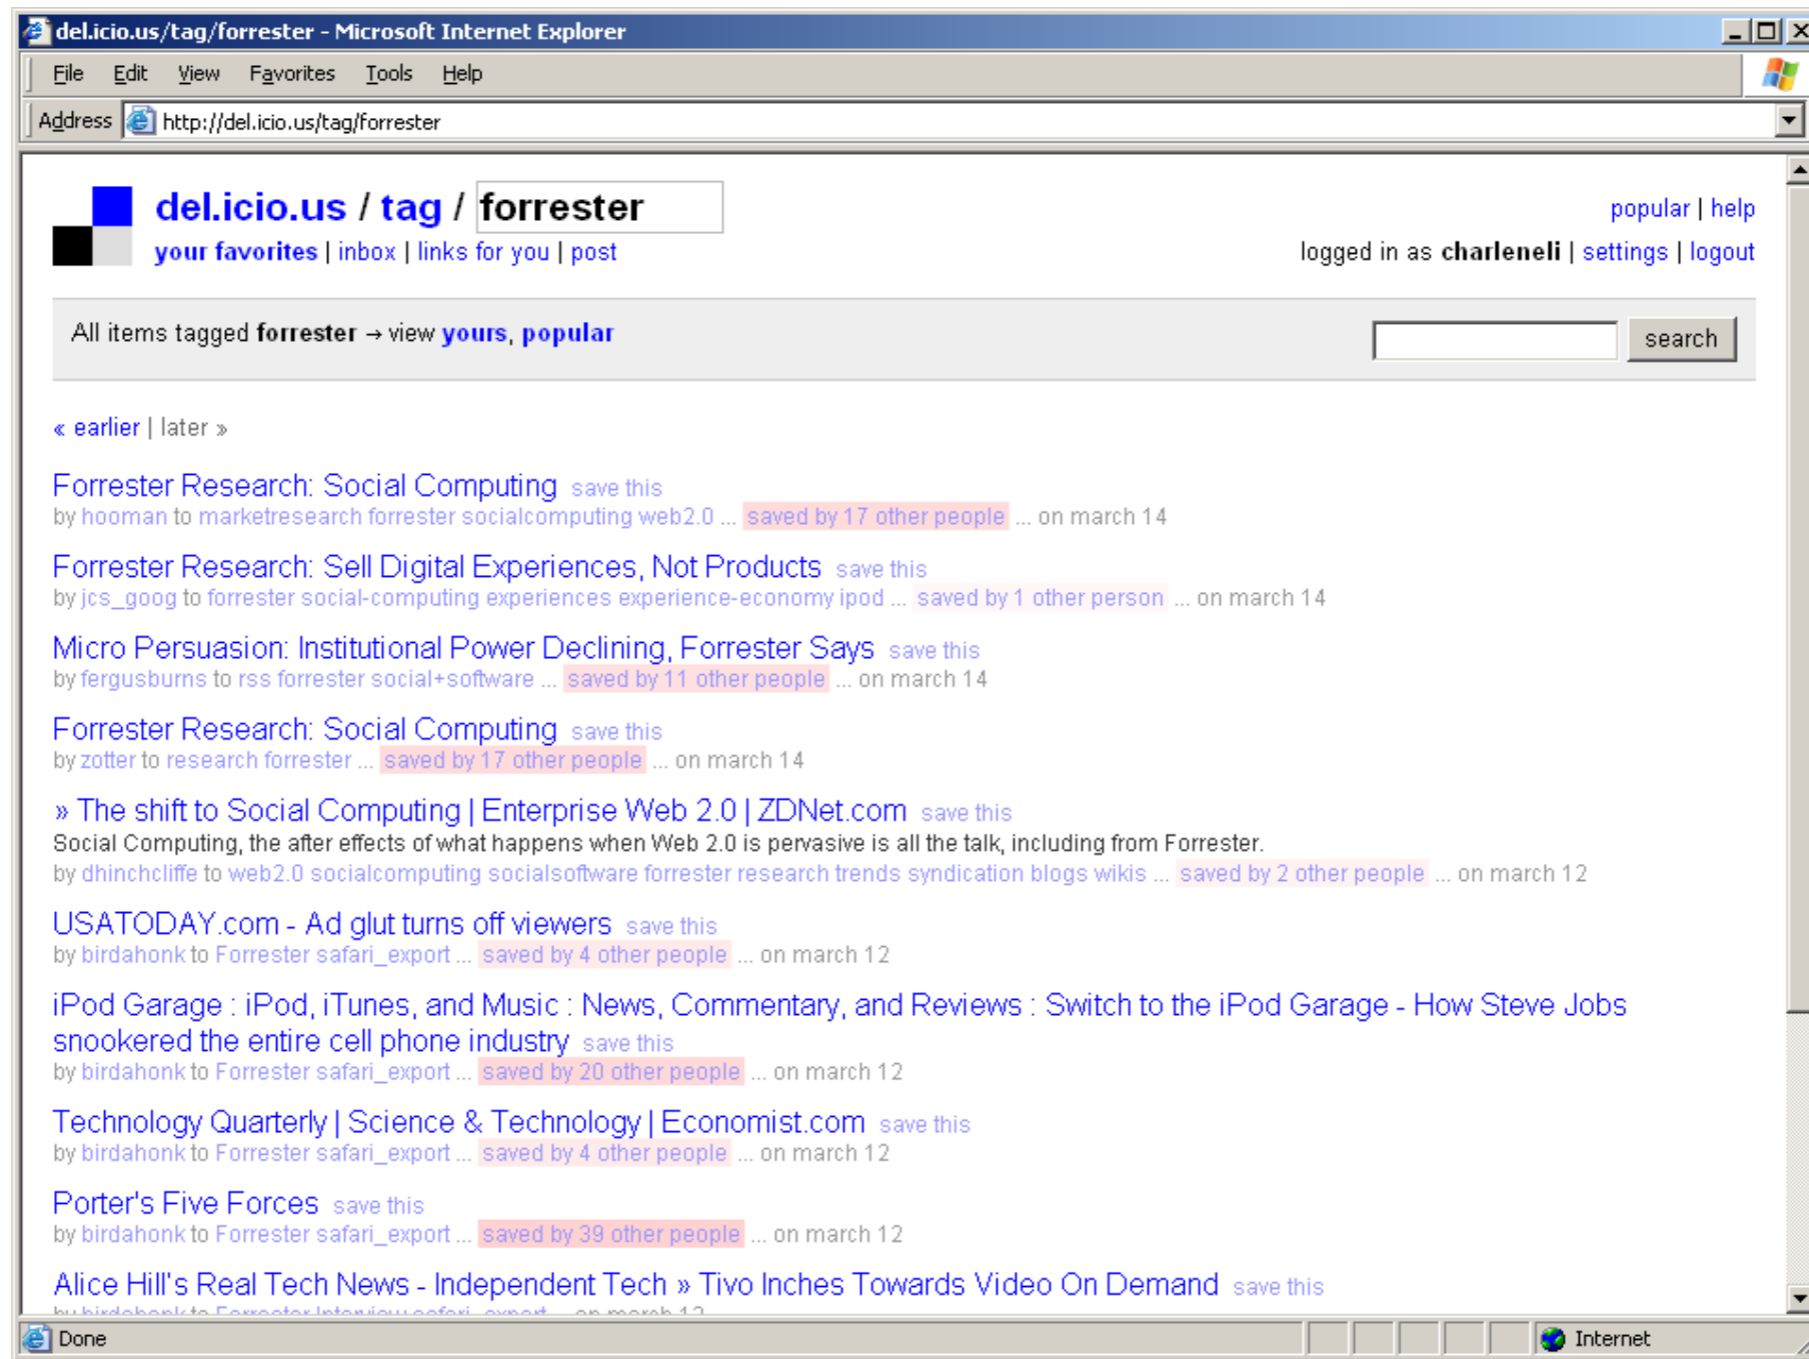 del.icio.us/tag/forrester - Microsoft Internet Explorer
File Edit View Favorites Tools Help
Address http://del.icio.us/tag/forrester
del.icio.us / tag / forrester
popular | help
your favorites | inbox | links for you | post
logged in as charleneli | settings | logout
All items tagged forrester → view yours, popular
search
« earlier | later »
Forrester Research: Social Computing save this
by hooman to marketresearch forrester socialcomputing web2.0 ... saved by 17 other people ... on march 14
Forrester Research: Sell Digital Experiences, Not Products save this
by jcs_goog to forrester social-computing experiences experience-economy ipod ... saved by 1 other person ... on march 14
Micro Persuasion: Institutional Power Declining, Forrester Says save this
by fergusburns to rss forrester social+software ... saved by 11 other people ... on march 14
Forrester Research: Social Computing save this
by zotter to research forrester ... saved by 17 other people ... on march 14
» The shift to Social Computing | Enterprise Web 2.0 | ZDNet.com save this
Social Computing, the after effects of what happens when Web 2.0 is pervasive is all the talk, including from Forrester.
by dhinchcliffe to web2.0 socialcomputing socialsoftware forrester research trends syndication blogs wikis ... saved by 2 other people ... on march 12
USATODAY.com - Ad glut turns off viewers save this
by birdahonk to Forrester safari_export ... saved by 4 other people ... on march 12
iPod Garage : iPod, iTunes, and Music : News, Commentary, and Reviews : Switch to the iPod Garage - How Steve Jobs
snookered the entire cell phone industry save this
by birdahonk to Forrester safari_export ... saved by 20 other people ... on march 12
Technology Quarterly | Science & Technology | Economist.com save this
by birdahonk to Forrester safari_export ... saved by 4 other people ... on march 12
Porter's Five Forces save this
by birdahonk to Forrester safari_export ... saved by 39 other people ... on march 12
Alice Hill's Real Tech News - Independent Tech » Tivo Inches Towards Video On Demand save this
by birdahonk to Forrester Interview safari_export ... on march 12
Done
Internet